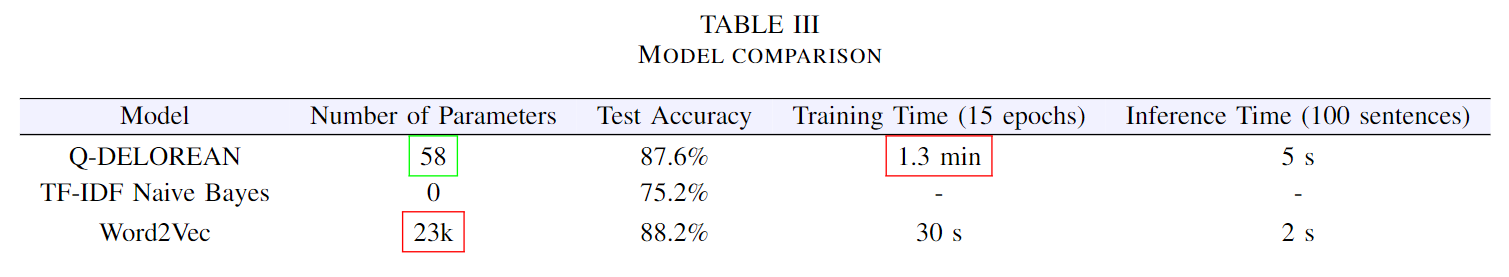 TABLE III
MODEL COMPARISON
Model Number of Parameters Test Accuracy Training Time (15 epochs) Inference Time (100 sentences)
Q-DELOREAN 58 87.6% 1.3 min 5 s
TF-IDF Naive Bayes 0 75.2% - -
Word2Vec 23k 88.2% 30 s 2 s